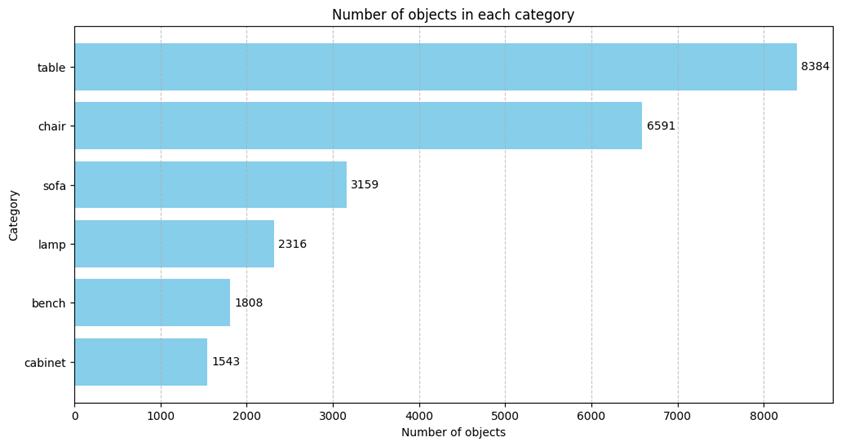 Number of objects in each category
table
8384
chair
6591
sofa
3159
lamp
2316
bench
1808
cabinet
1543
Category
0 1000 2000 3000 4000 5000 6000 7000 8000
Number of objects